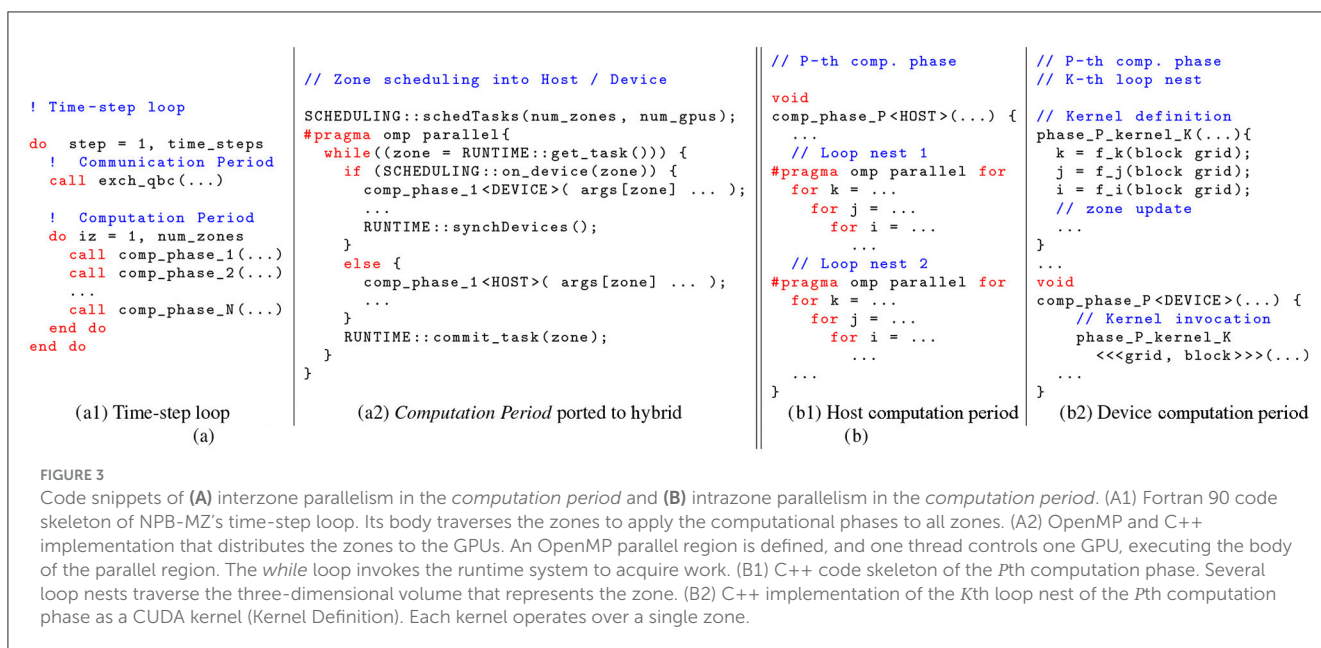 ! Time-step loop
do step = 1, time_steps
! Communication Period
call exch_qbc(...)
! Computation Period
do iz = 1, num_zones
call comp_phase_1(...)
call comp_phase_2(...)
...
call comp_phase_N(...)
end do
end do
(a1) Time-step loop
// Zone scheduling into Host / Device
SCHEDULING::schedTasks(num_zones, num_gpus);
#pragma omp parallel{
while((zone = RUNTIME::get_task())) {
if (SCHEDULING::on_device(zone)) {
comp_phase_1<DEVICE>( args[zone] ... );
...
RUNTIME::synchDevices();
}
else {
comp_phase_1<HOST>( args[zone] ... );
...
}
RUNTIME::commit_task(zone);
}
}
(a2) Computation Period ported to hybrid
(a)
// P-th comp. phase
void
comp_phase_P<HOST>(...) {
...
// Loop nest 1
#pragma omp parallel for
for k = ...
for j = ...
for i = ...
...
// Loop nest 2
#pragma omp parallel for
for k = ...
for j = ...
for i = ...
...
...
}
(b1) Host computation period
// P-th comp. phase
// K-th loop nest
// Kernel definition
phase_P_kernel_K(...){
k = f_k(block grid);
j = f_j(block grid);
i = f_i(block grid);
// zone update
...
}
...
void
comp_phase_P<DEVICE>(...) {
// Kernel invocation
phase_P_kernel_K
<<<grid, block>>>(...)
...
}
(b2) Device computation period
(b)
FIGURE 3
Code snippets of (A) interzone parallelism in the computation period and (B) intrazone parallelism in the computation period. (A1) Fortran 90 code
skeleton of NPB-MZ's time-step loop. Its body traverses the zones to apply the computational phases to all zones. (A2) OpenMP and C++
implementation that distributes the zones to the GPUs. An OpenMP parallel region is defined, and one thread controls one GPU, executing the body
of the parallel region. The while loop invokes the runtime system to acquire work. (B1) C++ code skeleton of the Pth computation phase. Several
loop nests traverse the three-dimensional volume that represents the zone. (B2) C++ implementation of the Kth loop nest of the Pth computation
phase as a CUDA kernel (Kernel Definition). Each kernel operates over a single zone.